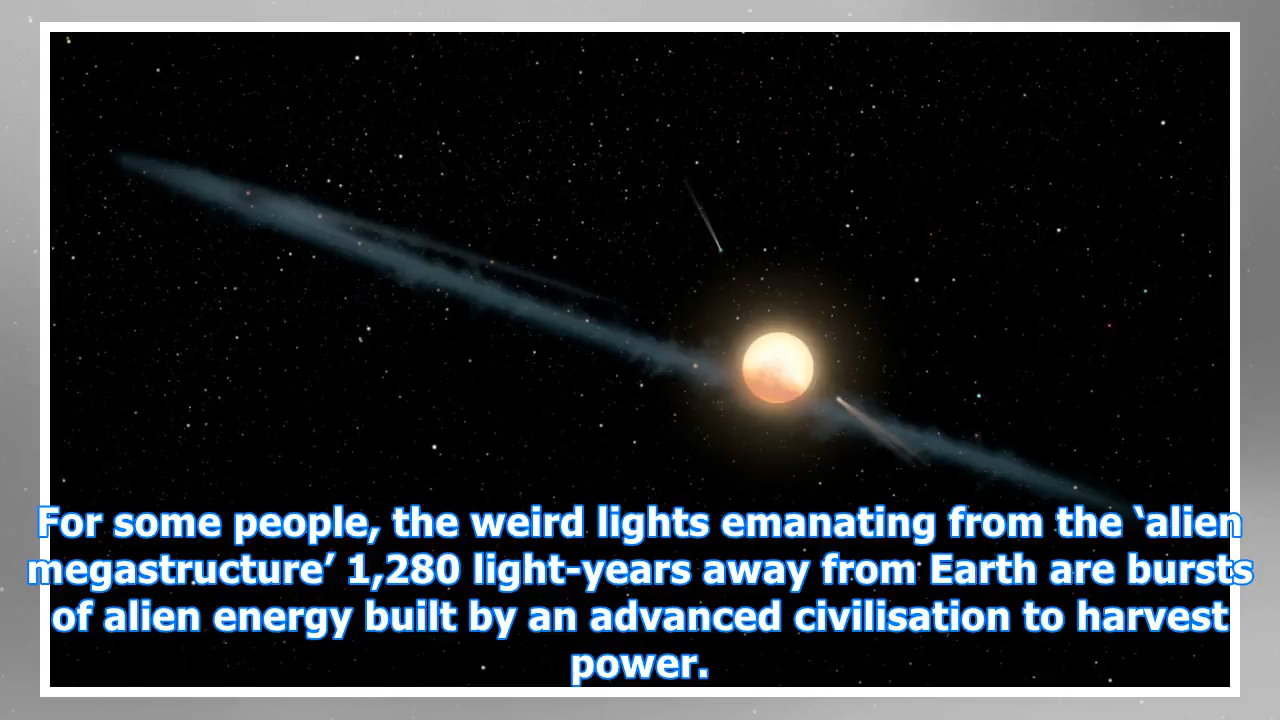 For some people, the weird lights emanating from the ‘alien
megastructure’ 1,280 light-years away from Earth are bursts
of alien energy built by an advanced civilisation to harvest
power.